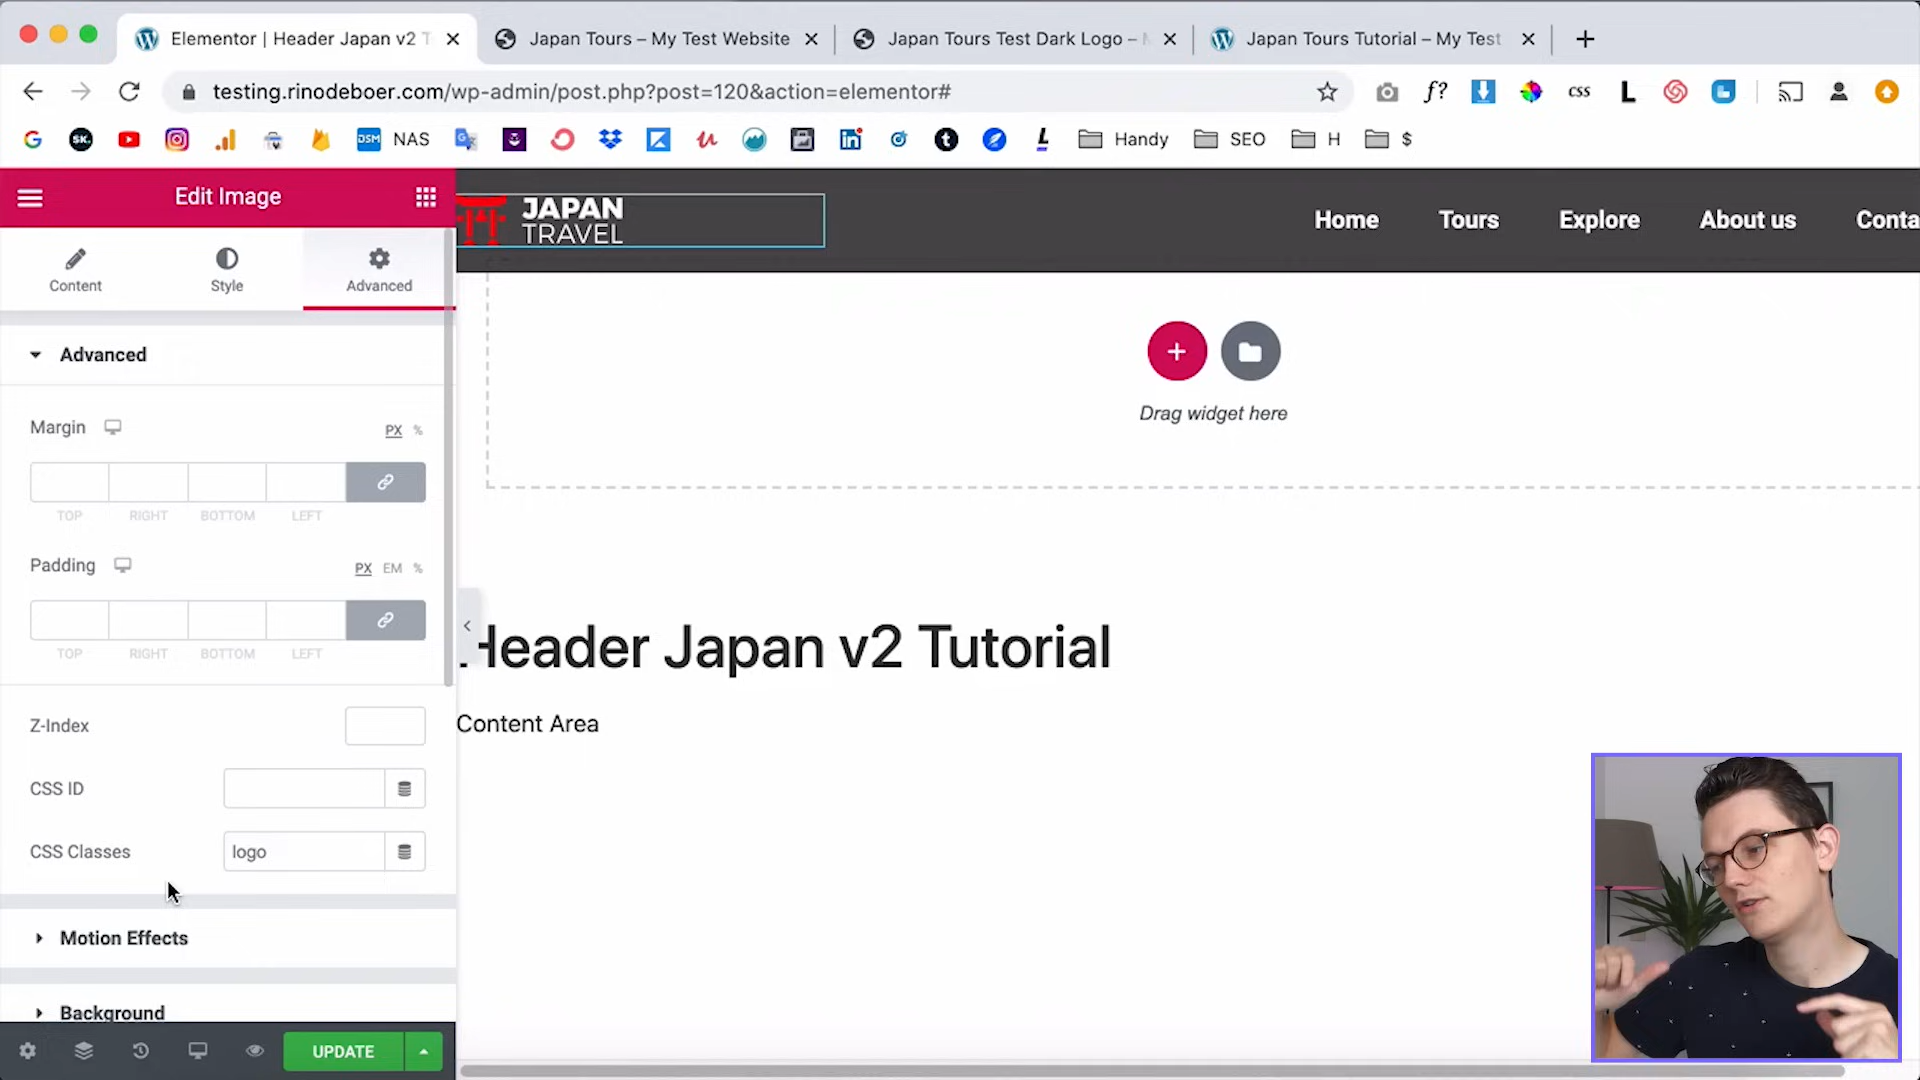 Elementor | Header Japan v2 T
Japan Tours – My Test Website
Japan Tours Test Dark Logo –
Japan Tours Tutorial – My Test
testing.rinodeboer.com/wp-admin/post.php?post=120&action=elementor#
f?
CSS
L
SK.
DSM
NAS
Handy
SEO
H
$
Edit Image
JAPAN
TRAVEL
Home
Tours
Explore
About us
Conta
Content
Style
Advanced
Advanced
Drag widget here
Margin
PX
%
TOP
RIGHT
BOTTOM
LEFT
Padding
PX
EM
%
TOP
RIGHT
BOTTOM
LEFT
Header Japan v2 Tutorial
Content Area
Z-Index
CSS ID
CSS Classes
logo
Motion Effects
Background
UPDATE